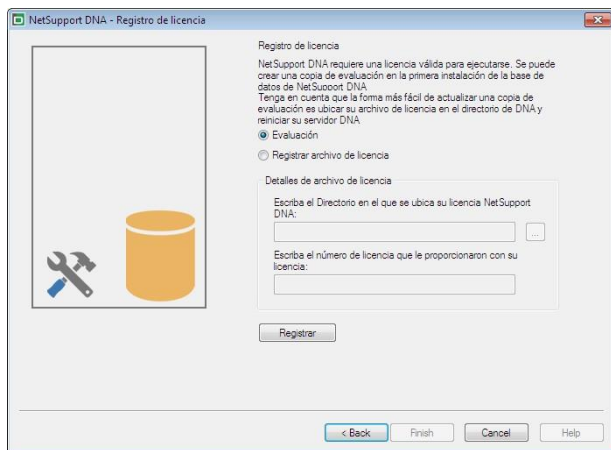 NetSupport DNA - Registro de licencia
Registro de licencia
NetSupport DNA requiere una licencia válida para ejecutarse. Se puede
crear una copia de evaluación en la primera instalación de la base de
datos de NetSupport DNA
Tenga en cuenta que la forma más fácil de actualizar una copia de
evaluación es ubicar su archivo de licencia en el directorio de DNA y
reiniciar su servidor DNA
Evaluación
Registrar archivo de licencia
Detalles de archivo de licencia
Escriba el Directorio en el que se ubica su licencia NetSupport
DNA:
...
Escriba el número de licencia que le proporcionaron con su
licencia:
Registrar
< Back
Finish
Cancel
Help